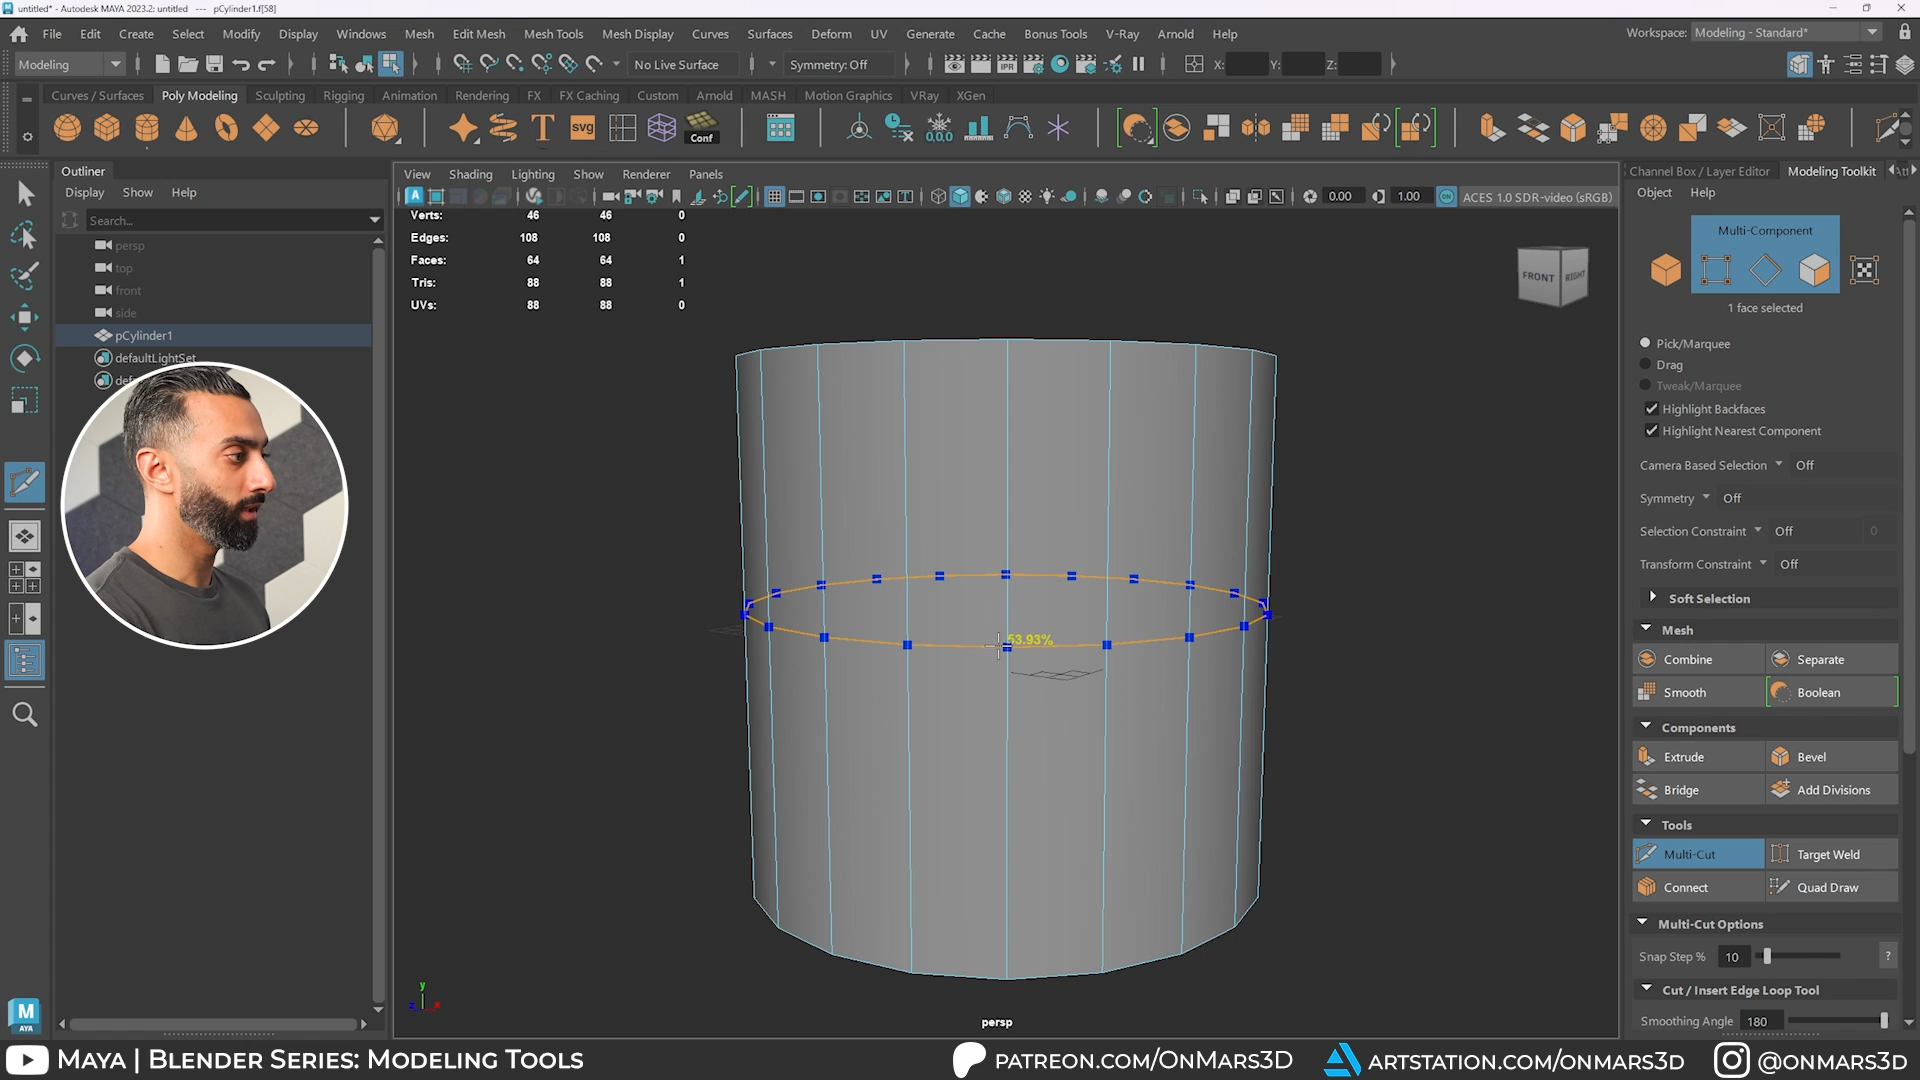 untitled* - Autodesk MAYA 2023.2: untitled --- pCylinder1.f[58]
File Edit Create Select Modify Display Windows Mesh Edit Mesh Mesh Tools Mesh Display Curves Surfaces Deform UV Generate Cache Bonus Tools V-Ray Arnold Help
Workspace: Modeling - Standard*
Modeling No Live Surface Symmetry: Off IPR X: Y: Z:
Curves / Surfaces Poly Modeling Sculpting Rigging Animation Rendering FX FX Caching Custom Arnold MASH Motion Graphics VRay XGen
T svg Conf 0,0,0
Outliner
Display Show Help
Search...
persp
top
front
side
pCylinder1
defaultLightSet
View Shading Lighting Show Renderer Panels
0.00 1.00 ON ACES 1.0 SDR-video (sRGB)
Verts: 46 46 0
Edges: 108 108 0
Faces: 64 64 1
Tris: 88 88 1
UVs: 88 88 0
FRONT RIGHT
53.93%
y
z x
persp
Channel Box / Layer Editor Modeling Toolkit
Object Help
Multi-Component
1 face selected
Pick/Marquee
Drag
Tweak/Marquee
Highlight Backfaces
Highlight Nearest Component
Camera Based Selection Off
Symmetry Off
Selection Constraint Off 0
Transform Constraint Off
Soft Selection
Mesh
Combine Separate
Smooth Boolean
Components
Extrude Bevel
Bridge Add Divisions
Tools
Multi-Cut Target Weld
Connect Quad Draw
Multi-Cut Options
Snap Step % 10 ?
Cut / Insert Edge Loop Tool
Smoothing Angle 180
M
AYA
Maya | Blender Series: Modeling Tools
patreon.com/OnMars3D
artstation.com/onmars3D
@onmars3D